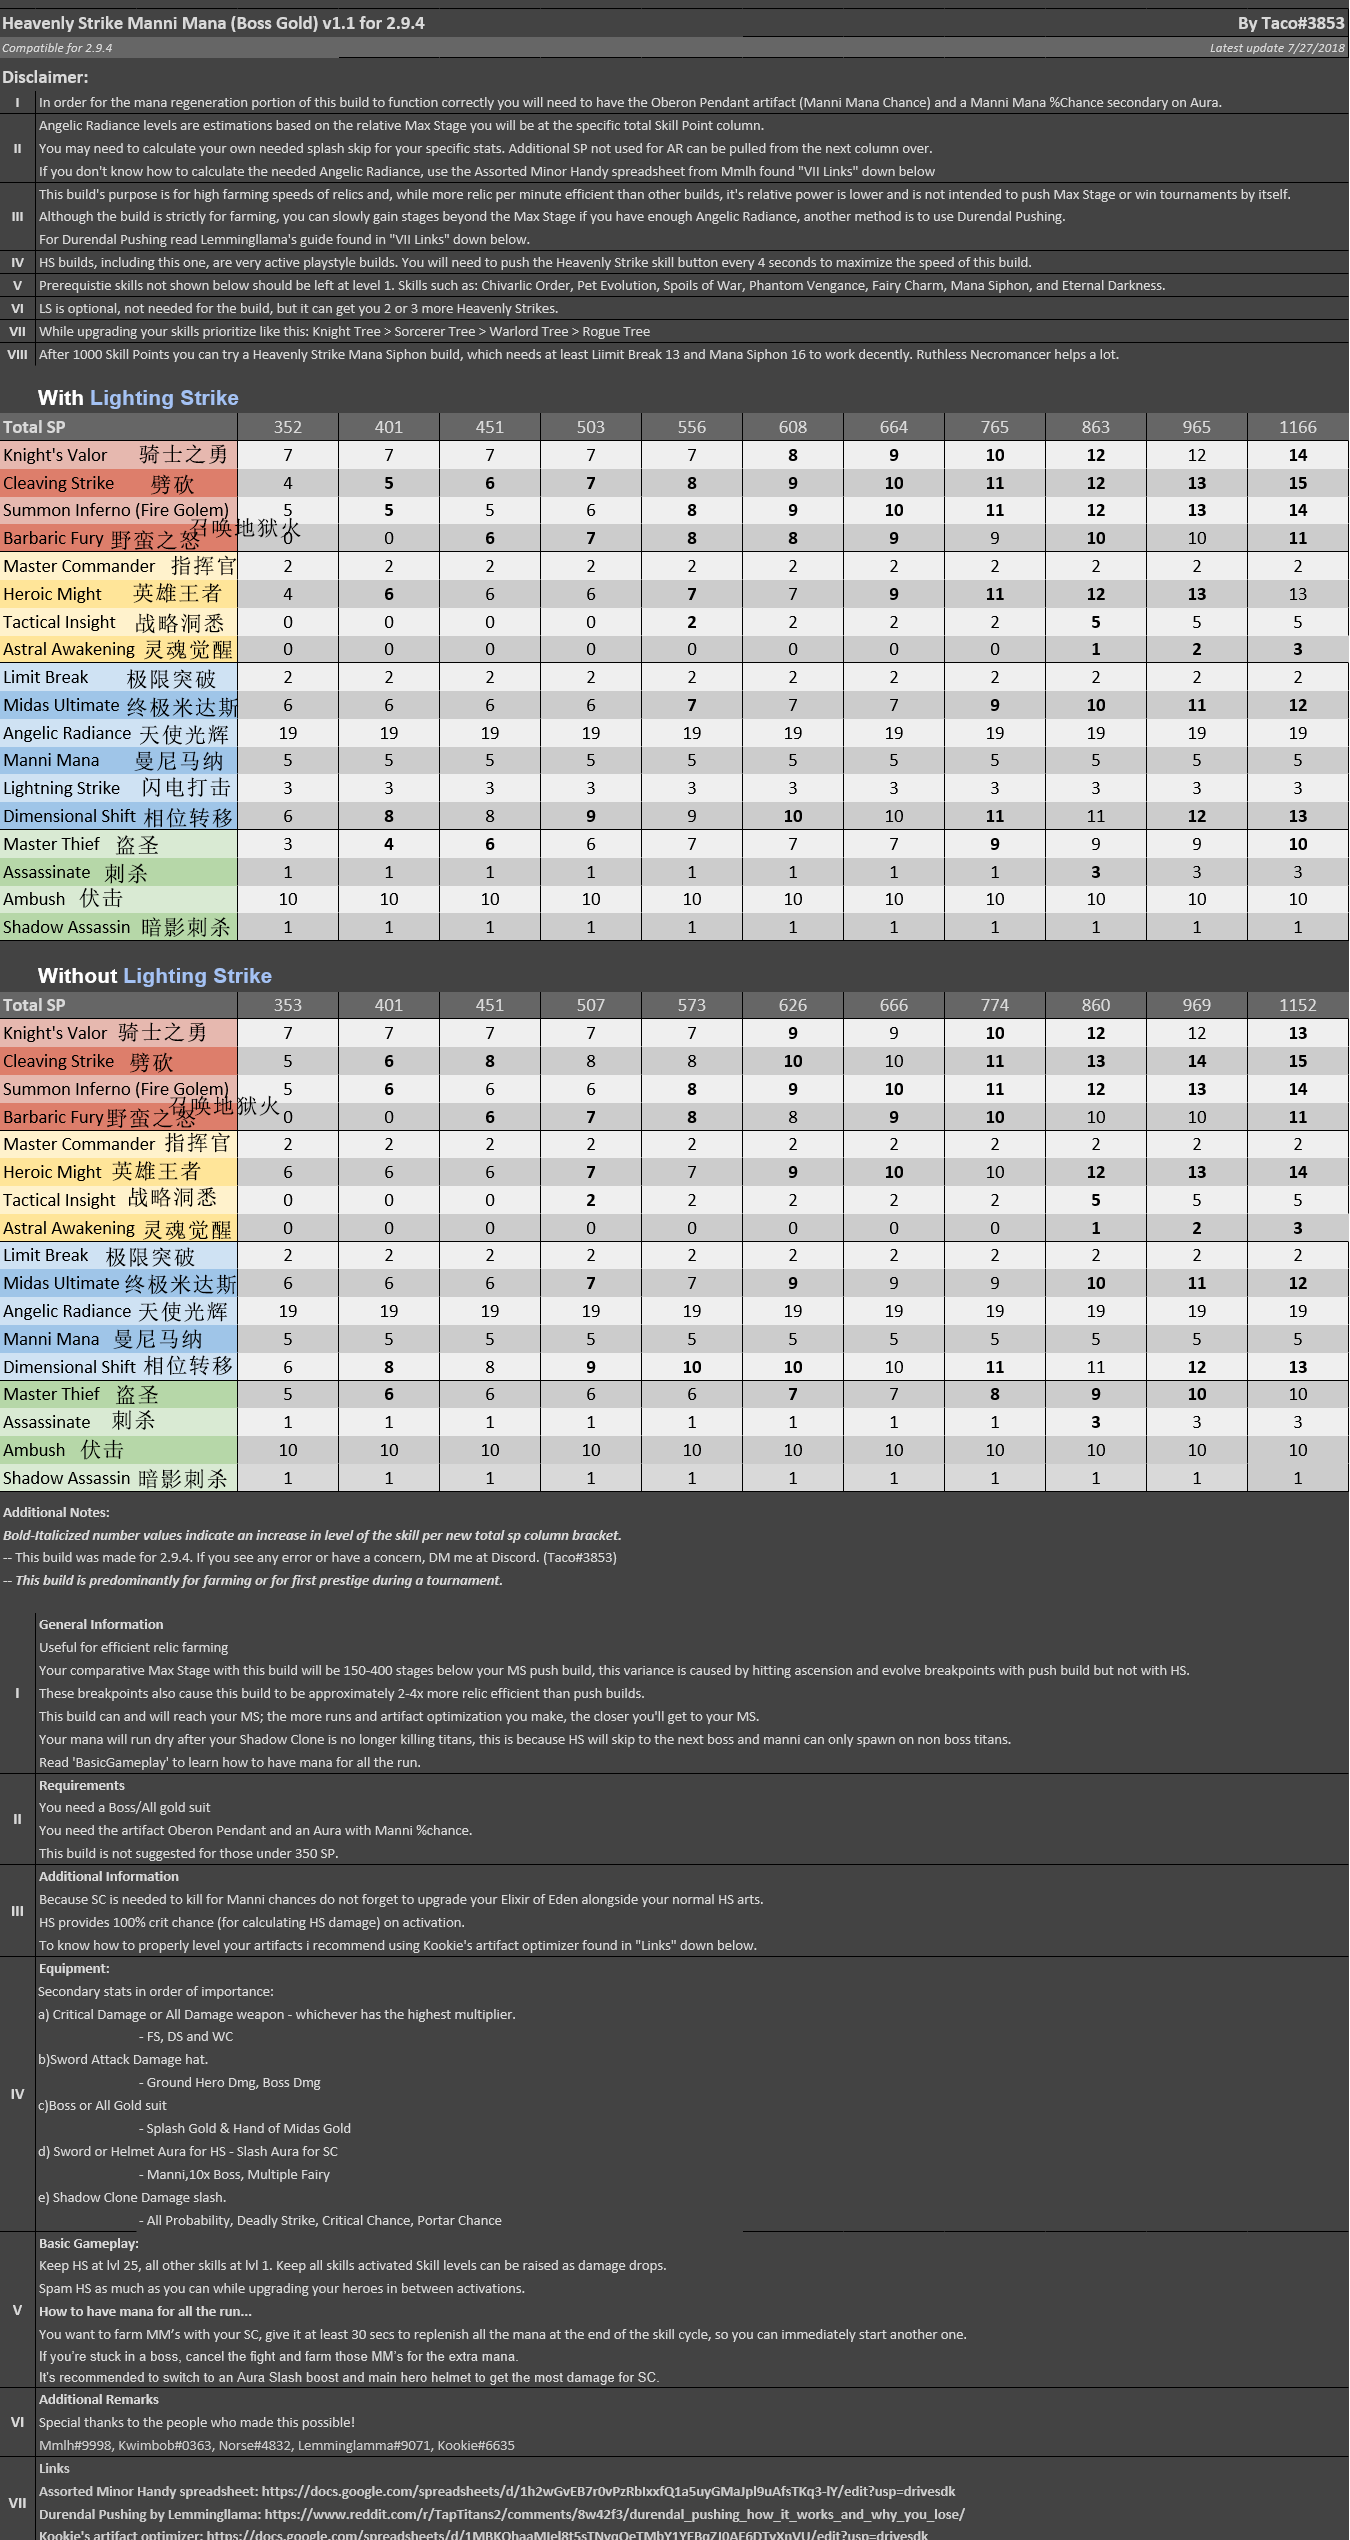 Heavenly Strike Manni Mana (Boss Gold) v1.1 for 2.9.4 By Taco#3853
Compatible for 2.9.4 Latest update 7/27/2018
Disclaimer:
I In order for the mana regeneration portion of this build to function correctly you will need to have the Oberon Pendant artifact (Manni Mana Chance) and a Manni Mana %Chance secondary on Aura.
Angelic Radiance levels are estimations based on the relative Max Stage you will be at the specific total Skill Point column.
II You may need to calculate your own needed splash skip for your specific stats. Additional SP not used for AR can be pulled from the next column over.
If you don't know how to calculate the needed Angelic Radiance, use the Assorted Minor Handy spreadsheet from Mmlh found "VII Links" down below
This build's purpose is for high farming speeds of relics and, while more relic per minute efficient than other builds, it's relative power is lower and is not intended to push Max Stage or win tournaments by itself.
III Although the build is strictly for farming, you can slowly gain stages beyond the Max Stage if you have enough Angelic Radiance, another method is to use Durendal Pushing.
For Durendal Pushing read Lemmingllama's guide found in "VII Links" down below.
IV HS builds, including this one, are very active playstyle builds. You will need to push the Heavenly Strike skill button every 4 seconds to maximize the speed of this build.
V Prerequistie skills not shown below should be left at level 1. Skills such as: Chivarlic Order, Pet Evolution, Spoils of War, Phantom Vengance, Fairy Charm, Mana Siphon, and Eternal Darkness.
VI LS is optional, not needed for the build, but it can get you 2 or 3 more Heavenly Strikes.
VII While upgrading your skills prioritize like this: Knight Tree > Sorcerer Tree > Warlord Tree > Rogue Tree
VIII After 1000 Skill Points you can try a Heavenly Strike Mana Siphon build, which needs at least Liimit Break 13 and Mana Siphon 16 to work decently. Ruthless Necromancer helps a lot.
With Lighting Strike
Total SP 352 401 451 503 556 608 664 765 863 965 1166
Knight's Valor 骑士之勇 7 7 7 7 7 8 9 10 12 12 14
Cleaving Strike 劈砍 4 5 6 7 8 9 10 11 12 13 15
Summon Inferno (Fire Golem) 召唤地狱火 5 5 5 6 8 9 10 11 12 13 14
Barbaric Fury 野蛮之怒 0 0 6 7 8 8 9 9 10 10 11
Master Commander 指挥官 2 2 2 2 2 2 2 2 2 2 2
Heroic Might 英雄王者 4 6 6 6 7 7 9 11 12 13 13
Tactical Insight 战略洞悉 0 0 0 0 2 2 2 2 5 5 5
Astral Awakening 灵魂觉醒 0 0 0 0 0 0 0 0 1 2 3
Limit Break 极限突破 2 2 2 2 2 2 2 2 2 2 2
Midas Ultimate 终极米达斯 6 6 6 6 7 7 7 9 10 11 12
Angelic Radiance 天使光辉 19 19 19 19 19 19 19 19 19 19 19
Manni Mana 曼尼马纳 5 5 5 5 5 5 5 5 5 5 5
Lightning Strike 闪电打击 3 3 3 3 3 3 3 3 3 3 3
Dimensional Shift 相位转移 6 8 8 9 9 10 10 11 11 12 13
Master Thief 盗圣 3 4 6 6 7 7 7 9 9 9 10
Assassinate 刺杀 1 1 1 1 1 1 1 1 3 3 3
Ambush 伏击 10 10 10 10 10 10 10 10 10 10 10
Shadow Assassin 暗影刺杀 1 1 1 1 1 1 1 1 1 1 1
Without Lighting Strike
Total SP 353 401 451 507 573 626 666 774 860 969 1152
Knight's Valor 骑士之勇 7 7 7 7 7 9 9 10 12 12 13
Cleaving Strike 劈砍 5 6 8 8 8 10 10 11 13 14 15
Summon Inferno (Fire Golem) 召唤地狱火 5 6 6 6 8 9 10 11 12 13 14
Barbaric Fury 野蛮之怒 0 0 6 7 8 8 9 10 10 10 11
Master Commander 指挥官 2 2 2 2 2 2 2 2 2 2 2
Heroic Might 英雄王者 6 6 6 7 7 9 10 10 12 13 14
Tactical Insight 战略洞悉 0 0 0 2 2 2 2 2 5 5 5
Astral Awakening 灵魂觉醒 0 0 0 0 0 0 0 0 1 2 3
Limit Break 极限突破 2 2 2 2 2 2 2 2 2 2 2
Midas Ultimate 终极米达斯 6 6 6 7 7 9 9 9 10 11 12
Angelic Radiance 天使光辉 19 19 19 19 19 19 19 19 19 19 19
Manni Mana 曼尼马纳 5 5 5 5 5 5 5 5 5 5 5
Dimensional Shift 相位转移 6 8 8 9 10 10 10 11 11 12 13
Master Thief 盗圣 5 6 6 6 6 7 7 8 9 10 10
Assassinate 刺杀 1 1 1 1 1 1 1 1 3 3 3
Ambush 伏击 10 10 10 10 10 10 10 10 10 10 10
Shadow Assassin 暗影刺杀 1 1 1 1 1 1 1 1 1 1 1
Additional Notes:
Bold-Italicized number values indicate an increase in level of the skill per new total sp column bracket.
-- This build was made for 2.9.4. If you see any error or have a concern, DM me at Discord. (Taco#3853)
-- This build is predominantly for farming or for first prestige during a tournament.
General Information
Useful for efficient relic farming
Your comparative Max Stage with this build will be 150-400 stages below your MS push build, this variance is caused by hitting ascension and evolve breakpoints with push build but not with HS.
I These breakpoints also cause this build to be approximately 2-4x more relic efficient than push builds.
This build can and will reach your MS; the more runs and artifact optimization you make, the closer you'll get to your MS.
Your mana will run dry after your Shadow Clone is no longer killing titans, this is because HS will skip to the next boss and manni can only spawn on non boss titans.
Read 'BasicGameplay' to learn how to have mana for all the run.
Requirements
II You need a Boss/All gold suit
You need the artifact Oberon Pendant and an Aura with Manni %chance.
This build is not suggested for those under 350 SP.
Additional Information
Because SC is needed to kill for Manni chances do not forget to upgrade your Elixir of Eden alongside your normal HS arts.
III HS provides 100% crit chance (for calculating HS damage) on activation.
To know how to properly level your artifacts i recommend using Kookie's artifact optimizer found in "Links" down below.
Equipment:
Secondary stats in order of importance:
a) Critical Damage or All Damage weapon - whichever has the highest multiplier.
- FS, DS and WC
b)Sword Attack Damage hat.
IV - Ground Hero Dmg, Boss Dmg
c)Boss or All Gold suit
- Splash Gold & Hand of Midas Gold
d) Sword or Helmet Aura for HS - Slash Aura for SC
- Manni,10x Boss, Multiple Fairy
e) Shadow Clone Damage slash.
- All Probability, Deadly Strike, Critical Chance, Portar Chance
Basic Gameplay:
Keep HS at lvl 25, all other skills at lvl 1. Keep all skills activated Skill levels can be raised as damage drops.
Spam HS as much as you can while upgrading your heroes in between activations.
V How to have mana for all the run...
You want to farm MM's with your SC, give it at least 30 secs to replenish all the mana at the end of the skill cycle, so you can immediately start another one.
If you're stuck in a boss, cancel the fight and farm those MM's for the extra mana.
It's recommended to switch to an Aura Slash boost and main hero helmet to get the most damage for SC.
Additional Remarks
VI Special thanks to the people who made this possible!
Mmlh#9998, Kwimbob#0363, Norse#4832, Lemminglamma#9071, Kookie#6635
Links
VII Assorted Minor Handy spreadsheet: https://docs.google.com/spreadsheets/d/1h2wGvEB7r0vPzRbIxxfQ1a5uyGMaJpl9uAfsTKq3-lY/edit?usp=drivesdk
Durendal Pushing by Lemmingllama: https://www.reddit.com/r/TapTitans2/comments/8w42f3/durendal_pushing_how_it_works_and_why_you_lose/
Kookie's artifact optimizer: